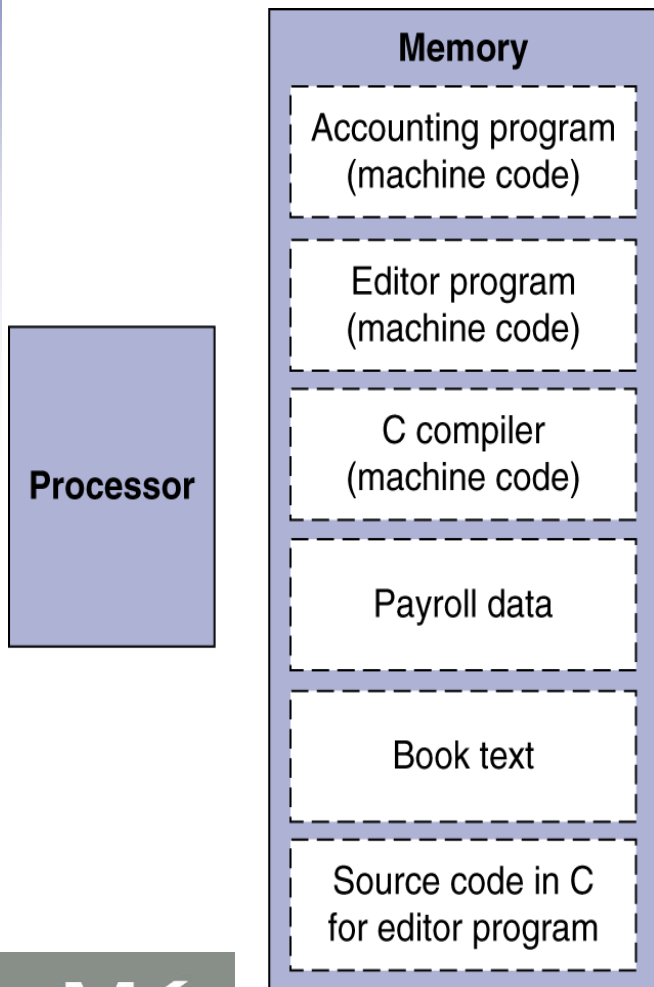 Memory
Accounting program
(machine code)
Editor program
(machine code)
C compiler
(machine code)
Processor
Payroll data
Book text
Source code in C
for editor program